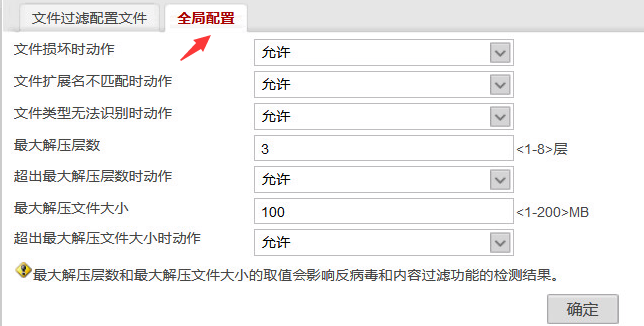 文件过滤配置文件 全局配置
文件损坏时动作 允许
文件扩展名不匹配时动作 允许
文件类型无法识别时动作 允许
最大解压层数 3 <1-8>层
超出最大解压层数时动作 允许
最大解压文件大小 100 <1-200>MB
超出最大解压文件大小时动作 允许
最大解压层数和最大解压文件大小的取值会影响反病毒和内容过滤功能的检测结果。
确定